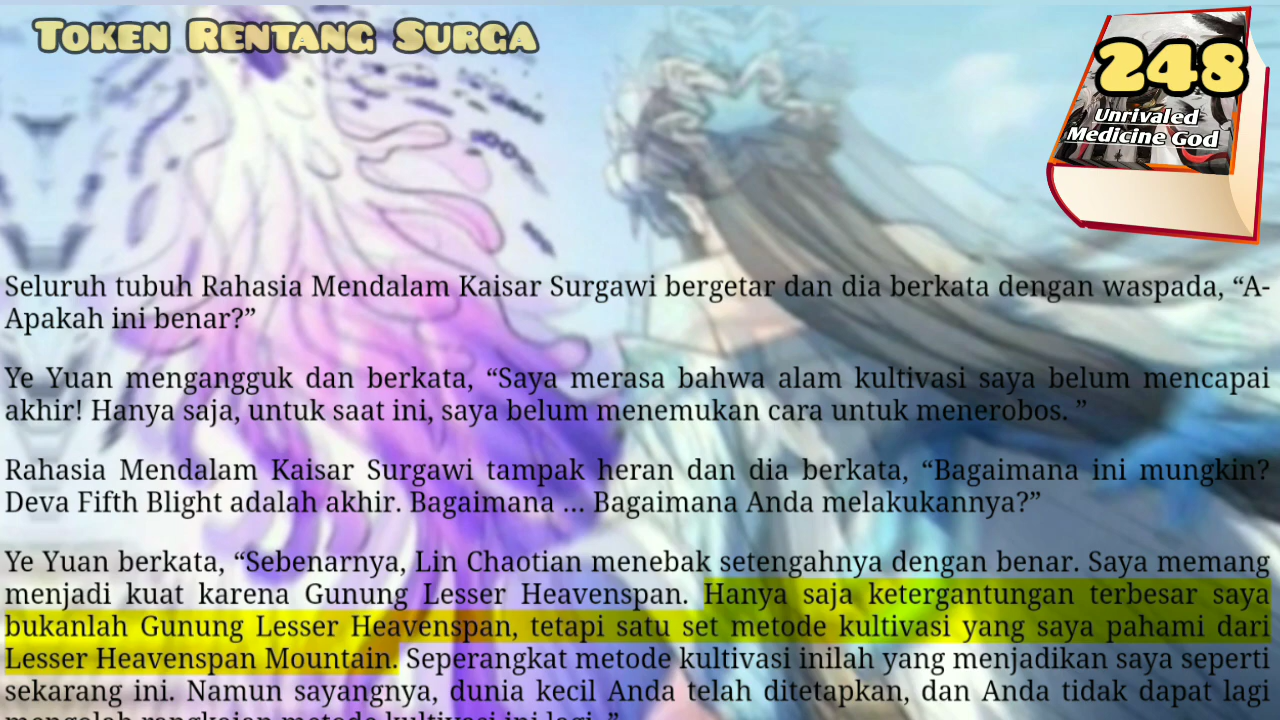 Token Rentang Surga
248
Unrivaled
Medicine God
Seluruh tubuh Rahasia Mendalam Kaisar Surgawi bergetar dan dia berkata dengan waspada, “A-
Apakah ini benar?”
Ye Yuan mengangguk dan berkata, “Saya merasa bahwa alam kultivasi saya belum mencapai
akhir! Hanya saja, untuk saat ini, saya belum menemukan cara untuk menerobos. ”
Rahasia Mendalam Kaisar Surgawi tampak heran dan dia berkata, “Bagaimana ini mungkin?
Deva Fifth Blight adalah akhir. Bagaimana ... Bagaimana Anda melakukannya?”
Ye Yuan berkata, “Sebenarnya, Lin Chaotian menebak setengahnya dengan benar. Saya memang
menjadi kuat karena Gunung Lesser Heavenspan. Hanya saja ketergantungan terbesar saya
bukanlah Gunung Lesser Heavenspan, tetapi satu set metode kultivasi yang saya pahami dari
Lesser Heavenspan Mountain. Seperangkat metode kultivasi inilah yang menjadikan saya seperti
sekarang ini. Namun sayangnya, dunia kecil Anda telah ditetapkan, dan Anda tidak dapat lagi